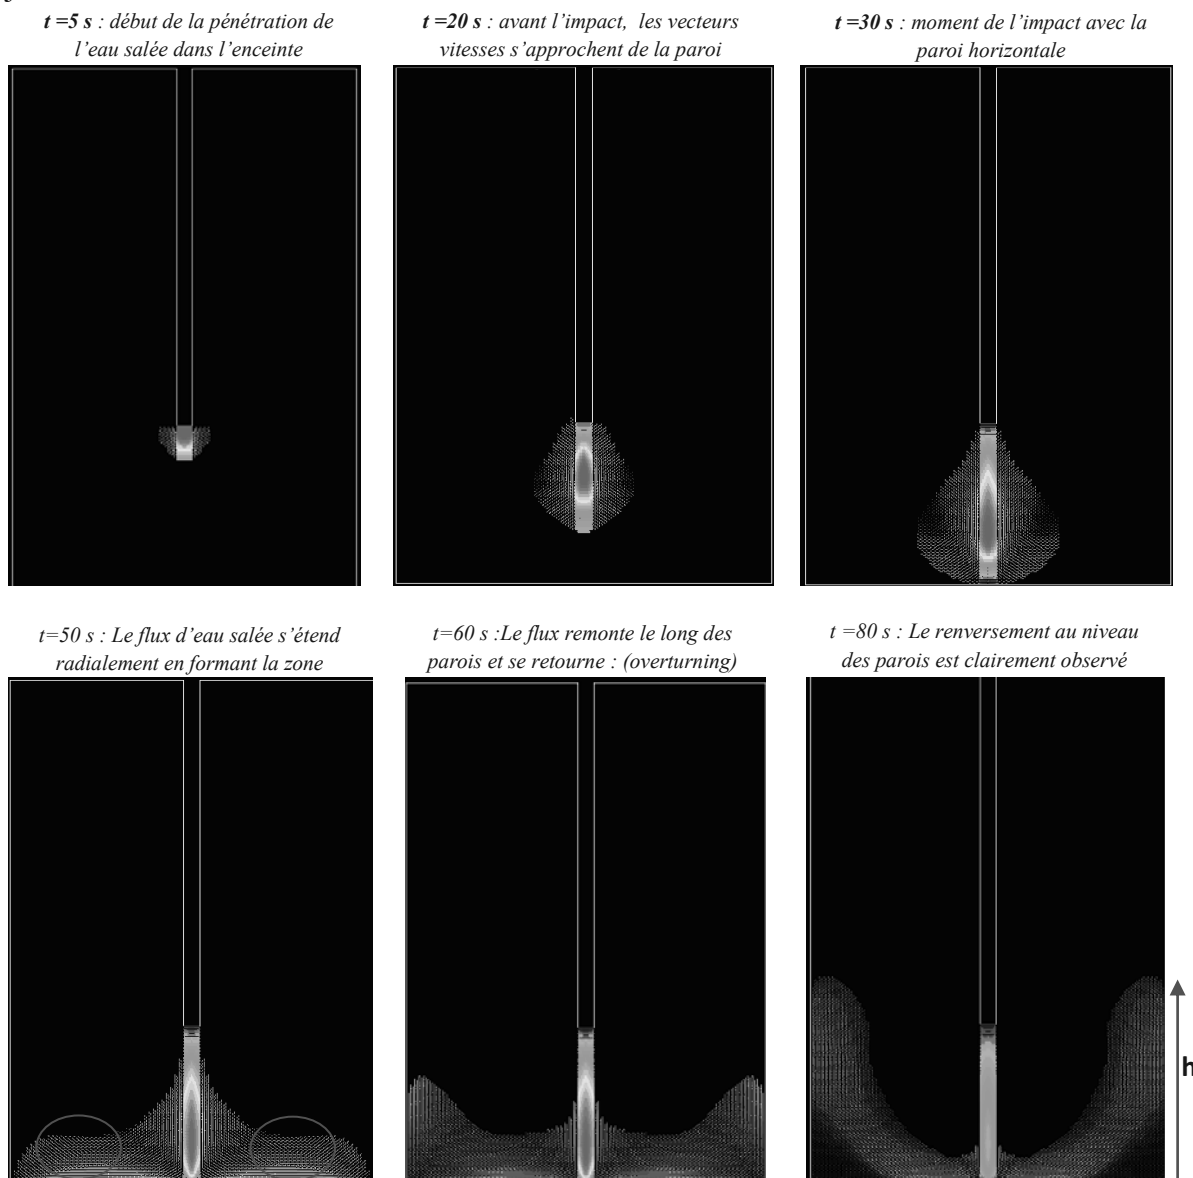 t =5 s : début de la pénétration de
l'eau salée dans l'enceinte
t =20 s : avant l'impact, les vecteurs
vitesses s'approchent de la paroi
t =30 s : moment de l'impact avec la
paroi horizontale
t=50 s : Le flux d'eau salée s'étend
radialement en formant la zone
t=60 s :Le flux remonte le long des
parois et se retourne : (overturning)
t =80 s : Le renversement au niveau
des parois est clairement observé
h